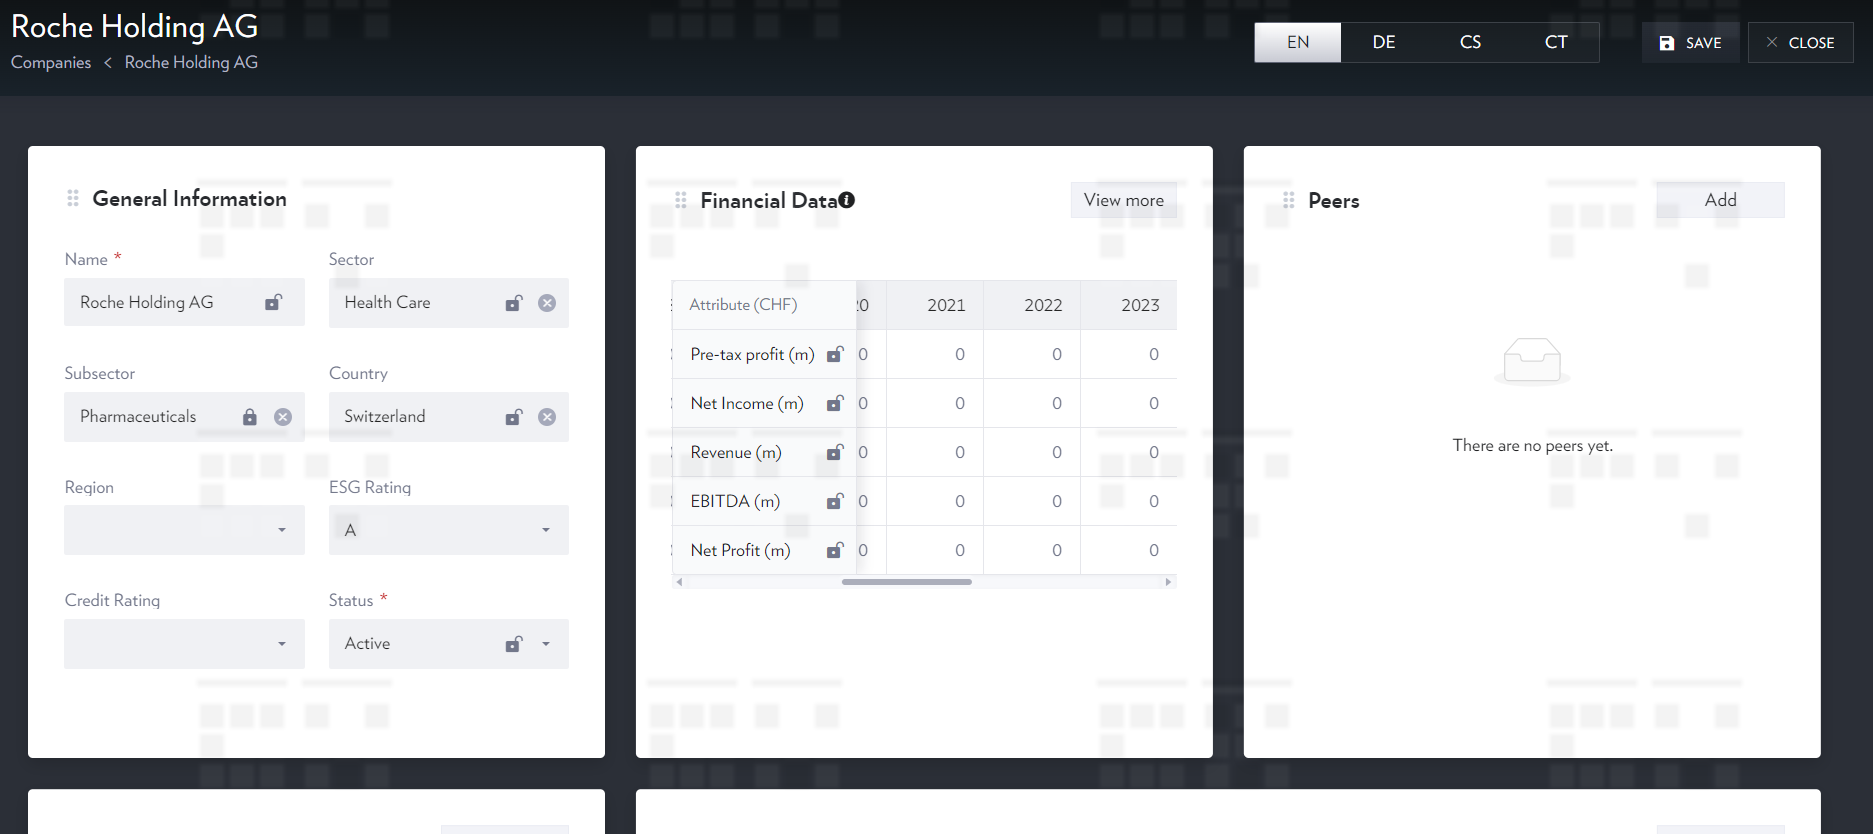 Roche Holding AG
Companies < Roche Holding AG
EN DE CS CT
SAVE
CLOSE
General Information
Name *
Roche Holding AG
Sector
Health Care
Subsector
Pharmaceuticals
Country
Switzerland
Region
ESG Rating
A
Credit Rating
Status *
Active
Financial Data
View more
Attribute (CHF) 20 2021 2022 2023
Pre-tax profit (m) 0 0 0 0
Net Income (m) 0 0 0 0
Revenue (m) 0 0 0 0
EBITDA (m) 0 0 0 0
Net Profit (m) 0 0 0 0
Peers
Add
There are no peers yet.